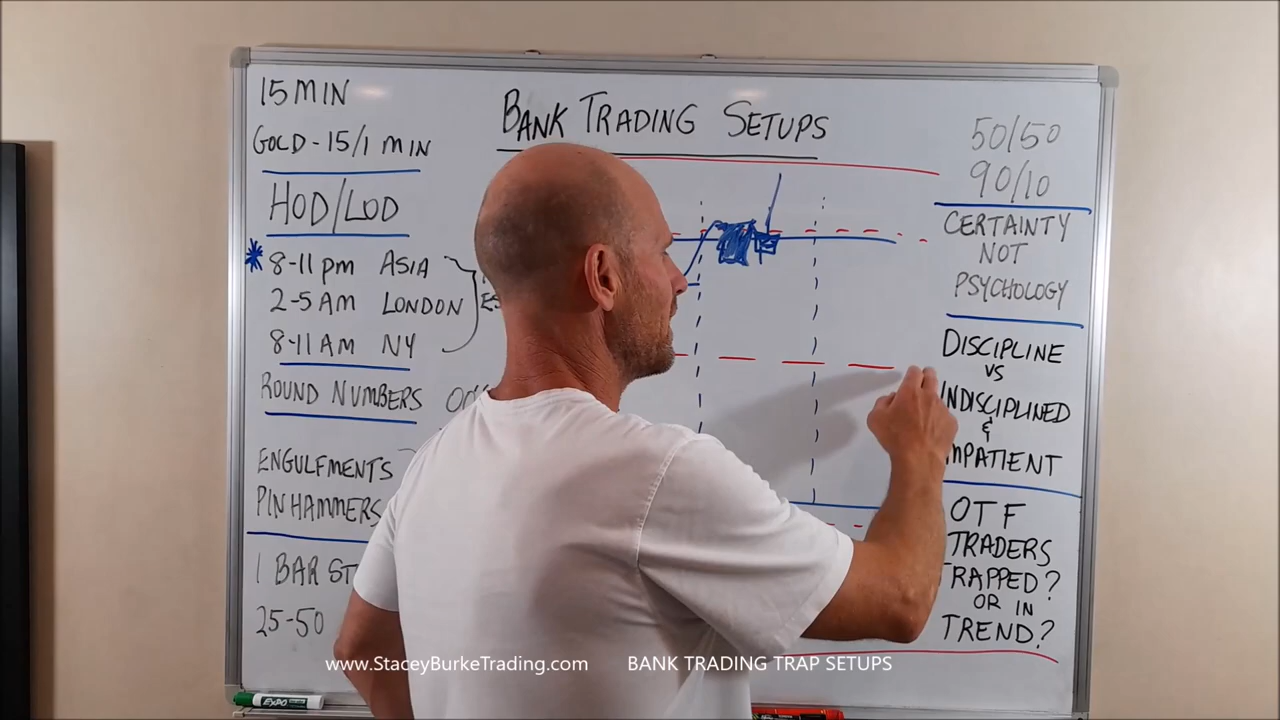 15 MIN
GOLD - 15/1 MIN
HOD/LOD
* 8-11 pm ASIA
2-5 AM LONDON
8-11 AM NY
ROUND NUMBERS
ENGULFMENTS
PINHAMMERS
1 BAR
25-50
BANK TRADING SETUPS
50/50
90/10
CERTAINTY
NOT
PSYCHOLOGY
DISCIPLINE
VS
INDISCIPLINED
&
IMPATIENT
OTF
TRADERS
TRAPPED?
OR IN
TREND?
www.StaceyBurkeTrading.com BANK TRADING TRAP SETUPS
EXPO